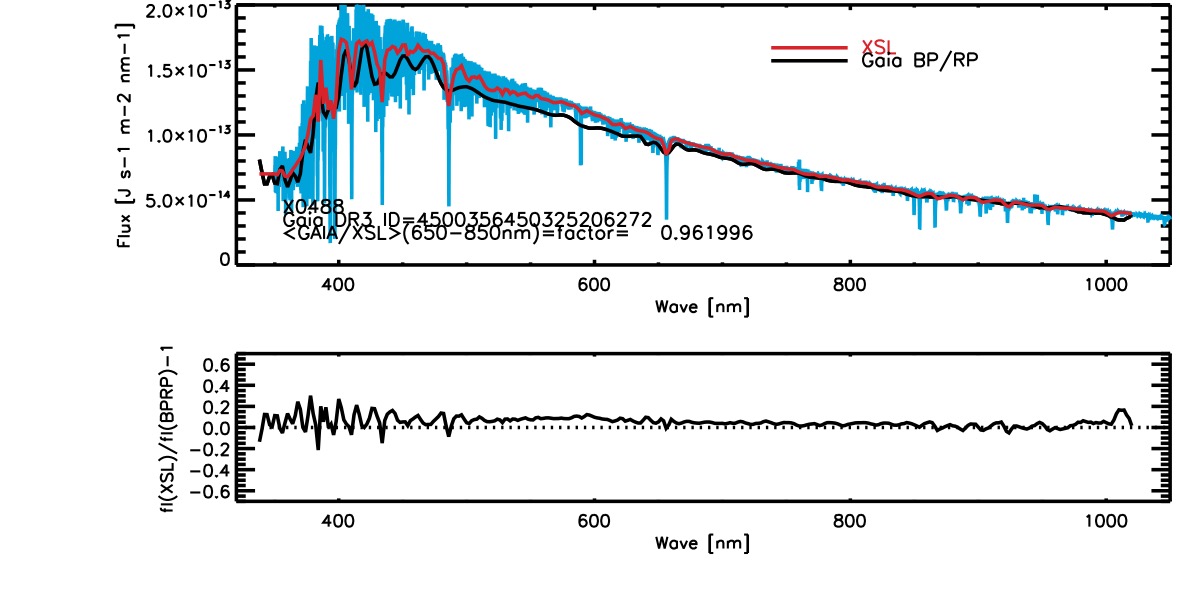 2.0×10−13
1.5×10−13
1.0×10−13
5.0×10−14
0
Flux [J s−1 m−2 nm−1]
XSL
Gaia BP/RP
X0488
Gaia DR3 ID=4500356450325206272
<GAIA/XSL>(650−850nm)=factor= 0.961996
400 600 800 1000
Wave [nm]
0.6
0.4
0.2
0.0
−0.2
−0.4
−0.6
fl(XSL)/fl(BPRP)−1
400 600 800 1000
Wave [nm]